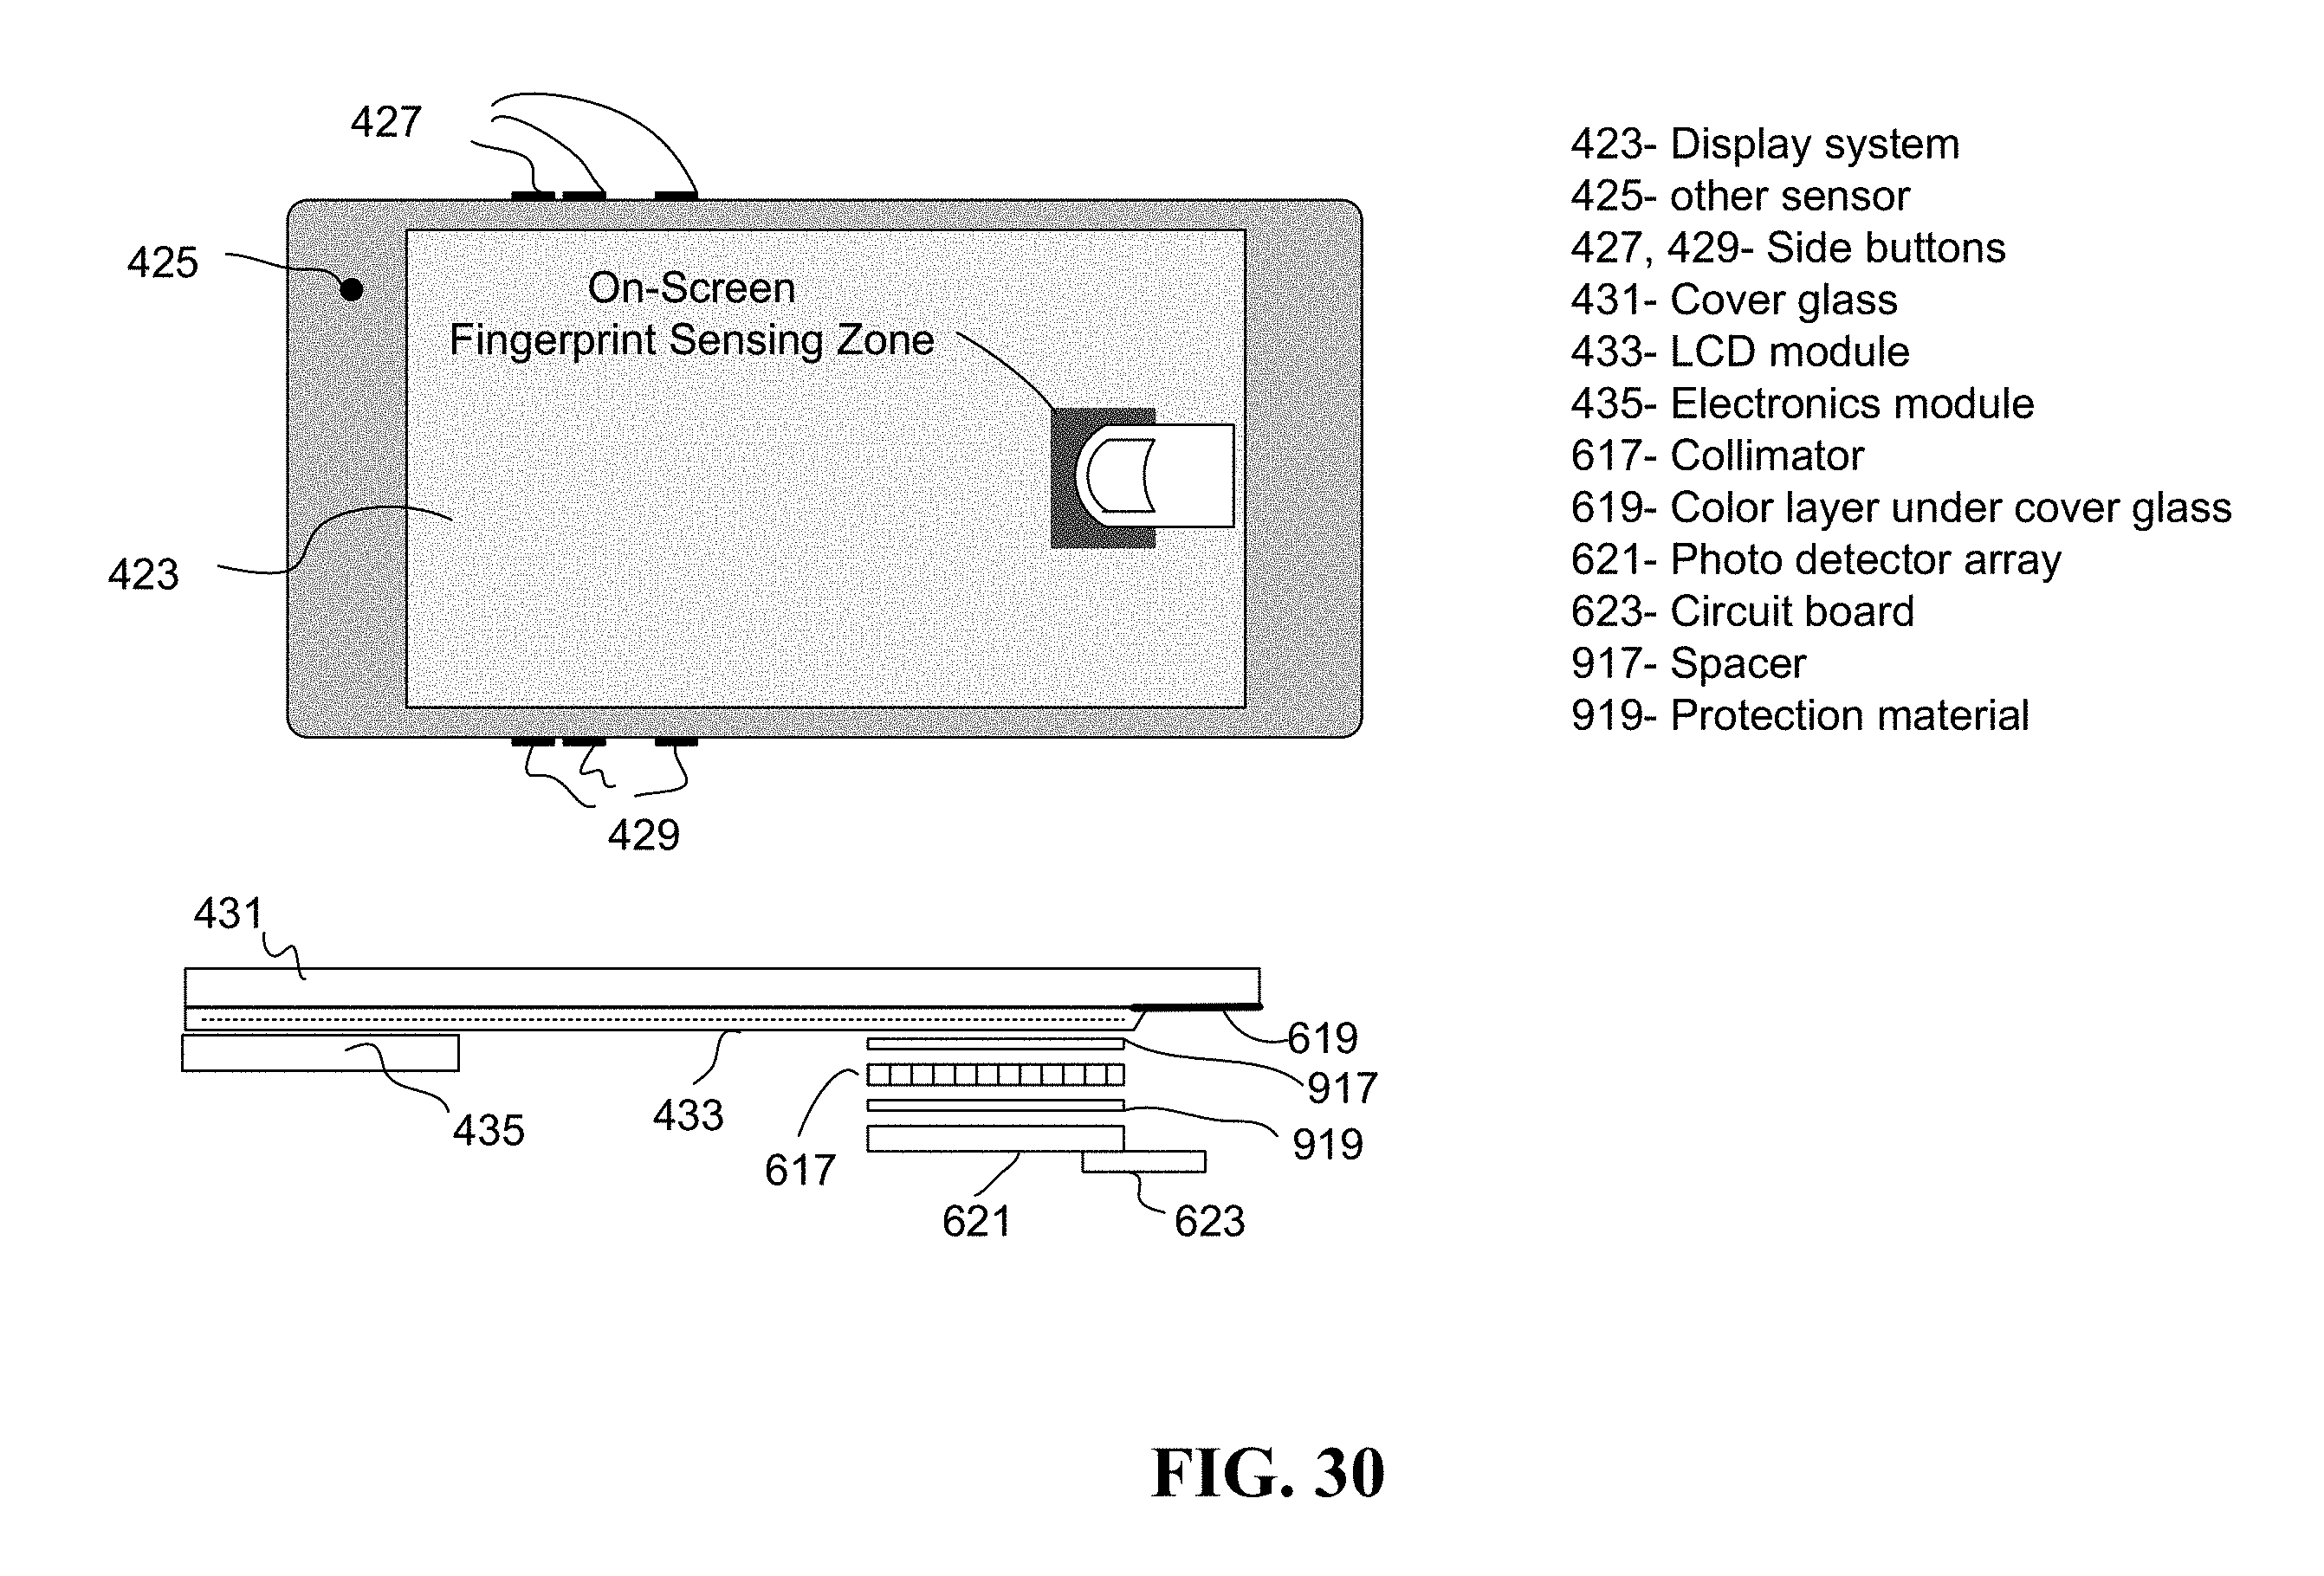 427
425
On-Screen
Fingerprint Sensing Zone
423
429
423- Display system
425- other sensor
427, 429- Side buttons
431- Cover glass
433- LCD module
435- Electronics module
617- Collimator
619- Color layer under cover glass
621- Photo detector array
623- Circuit board
917- Spacer
919- Protection material
431
619
917
433
435
919
617
621
623
FIG. 30